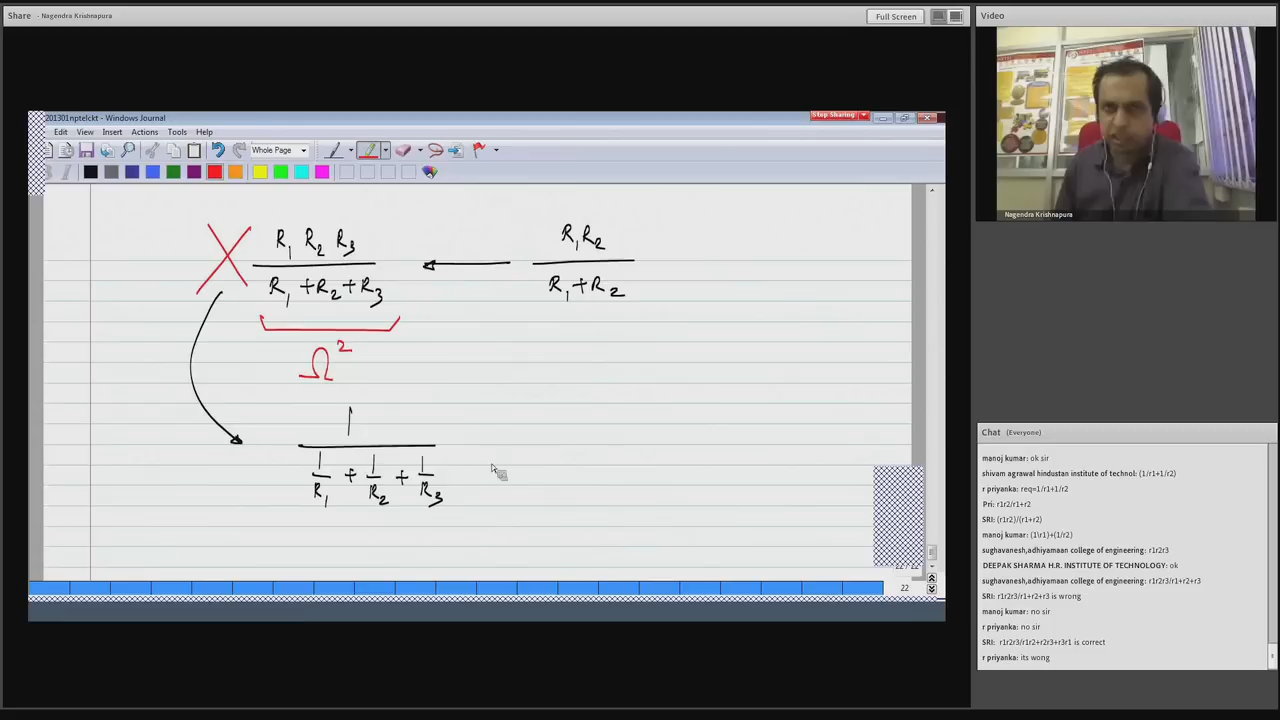 Share - Nagendra Krishnapura
Full Screen
Video
201301nptelckt - Windows Journal
Stop Sharing
Edit View Insert Actions Tools Help
Whole Page
R1 R2 R3
R1 + R2 + R3
R1R2
R1 + R2
X
Ω²
1
1/R1 + 1/R2 + 1/R3
22
Nagendra Krishnapura
Chat (Everyone)
manoj kumar: ok sir
shivam agrawal hindustan institute of technol: (1/r1+1/r2)
r priyanka: req=1/r1+1/r2
Pri: r1r2/r1+r2
SRI: (r1r2)/(r1+r2)
manoj kumar: (1\r1)+(1/r2)
sughavanesh,adhiyamaan college of engineering: r1r2r3
DEEPAK SHARMA H.R. INSTITUTE OF TECHNOLOGY: ok
sughavanesh,adhiyamaan college of engineering: r1r2r3/r1+r2+r3
SRI: r1r2r3/r1+r2+r3 is wrong
manoj kumar: no sir
r priyanka: no sir
SRI: r1r2r3/r1r2+r2r3+r3r1 is correct
r priyanka: its wong